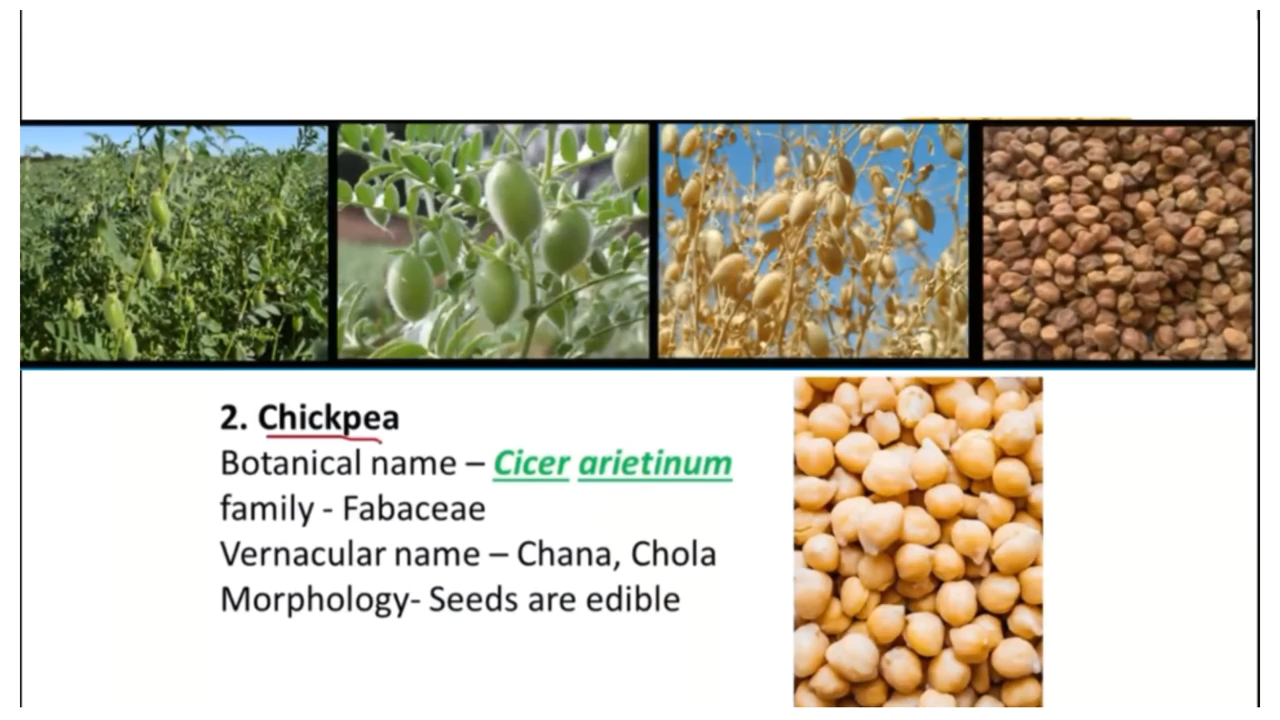 2. Chickpea
Botanical name – Cicer arietinum
family - Fabaceae
Vernacular name – Chana, Chola
Morphology- Seeds are edible